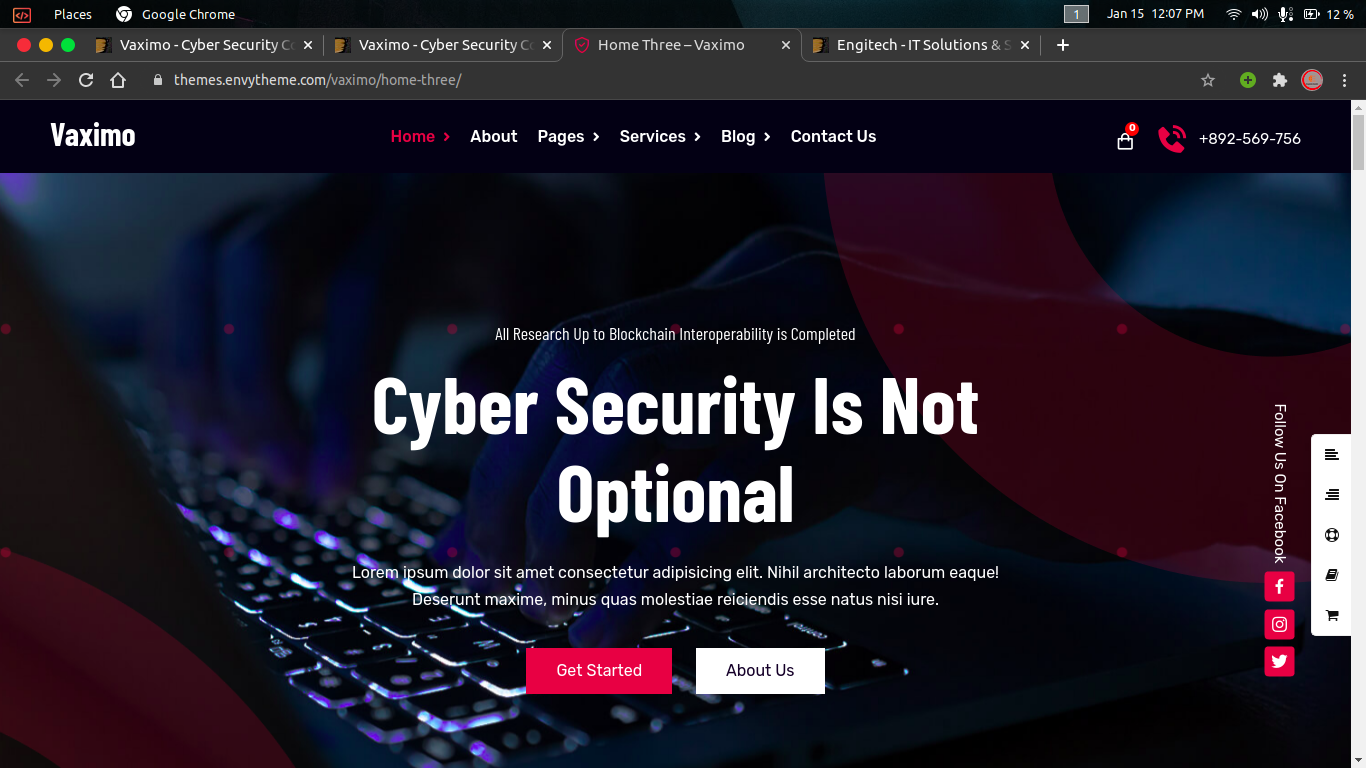 Places Google Chrome 1 Jan 15 12:07 PM 12 %
Vaximo - Cyber Security C Vaximo - Cyber Security C Home Three – Vaximo Engitech - IT Solutions & S
themes.envytheme.com/vaximo/home-three/
Vaximo Home About Pages Services Blog Contact Us 0 +892-569-756
All Research Up to Blockchain Interoperability is Completed
Cyber Security Is Not
Optional
Lorem ipsum dolor sit amet consectetur adipisicing elit. Nihil architecto laborum eaque!
Deserunt maxime, minus quas molestiae reiciendis esse natus nisi iure.
Get Started About Us
Follow Us On Facebook